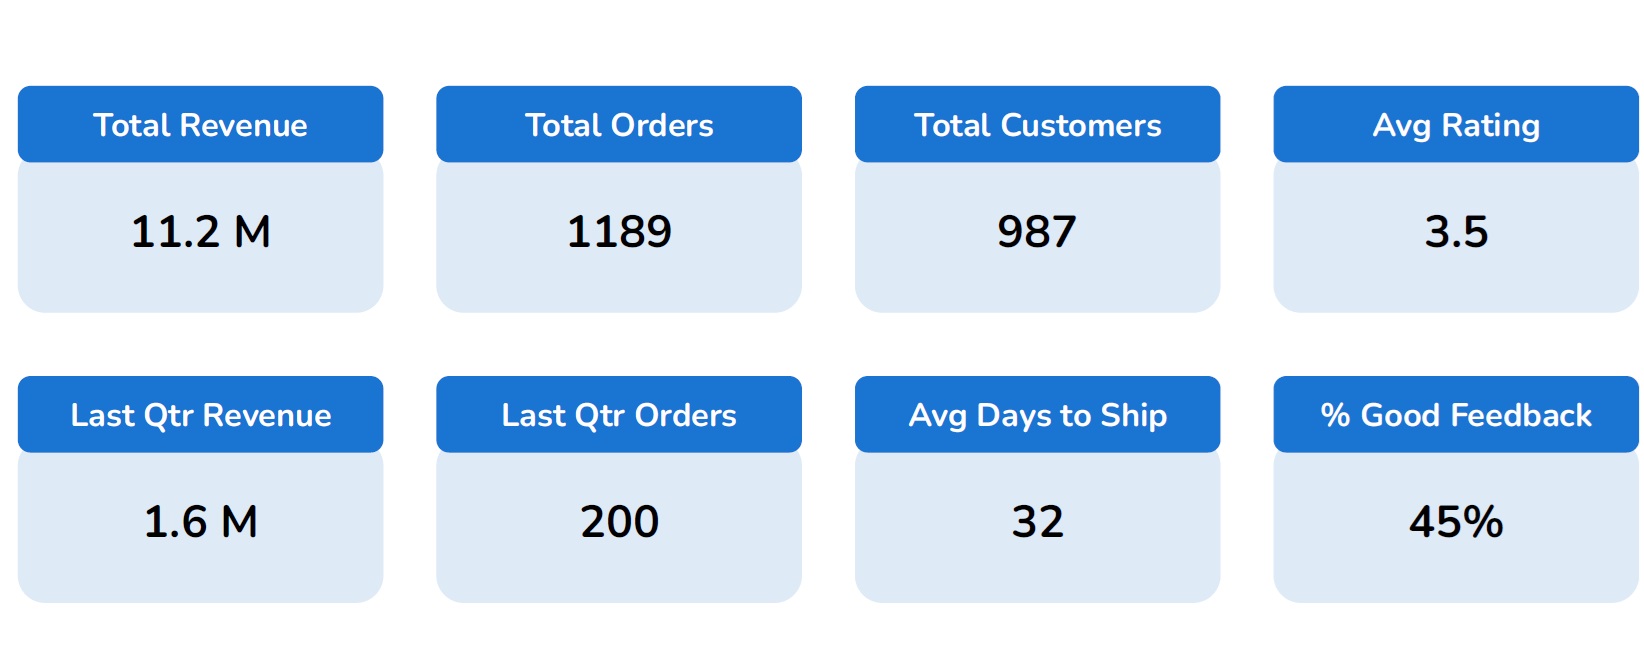 Total Revenue
Total Orders
Total Customers
Avg Rating
11.2 M
1189
987
3.5
Last Qtr Revenue
Last Qtr Orders
Avg Days to Ship
% Good Feedback
1.6 M
200
32
45%